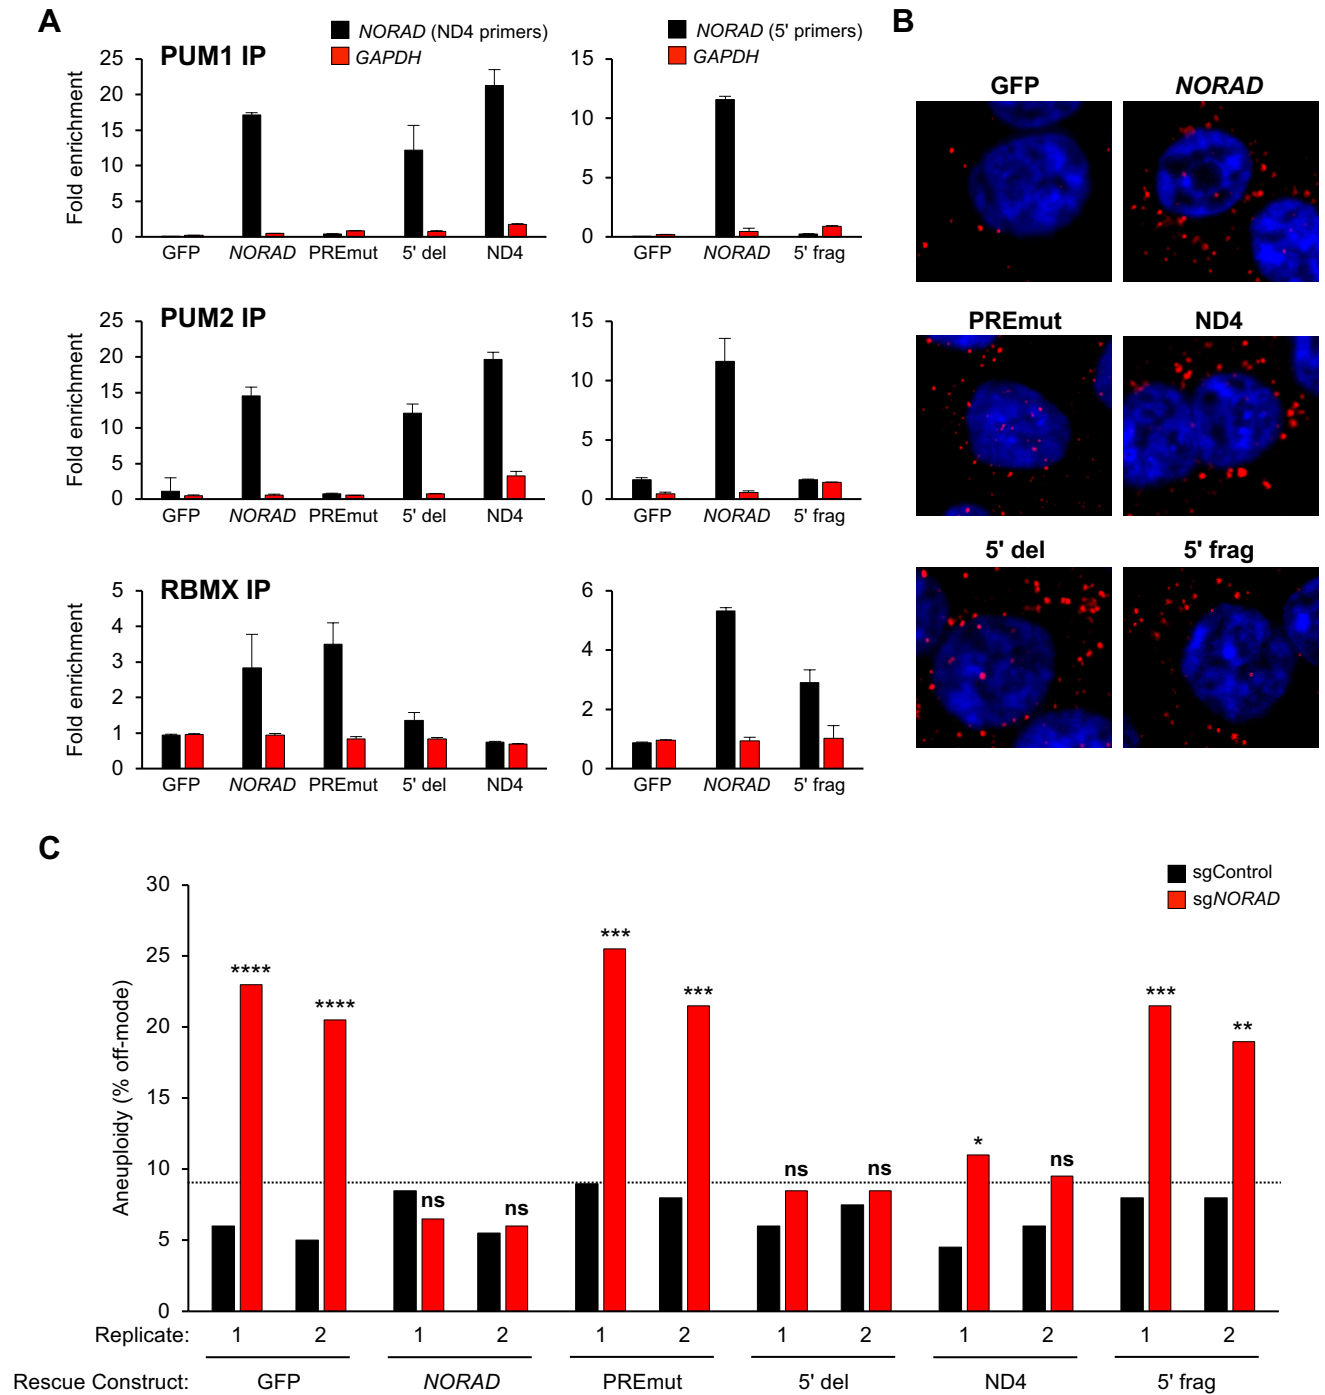 A
NORAD (ND4 primers)
GAPDH
NORAD (5' primers)
GAPDH
B
PUM1 IP
Fold enrichment
25
20
15
10
5
0
GFP NORAD PREmut 5' del ND4
15
10
5
0
GFP NORAD 5' frag
PUM2 IP
Fold enrichment
25
20
15
10
5
0
GFP NORAD PREmut 5' del ND4
15
10
5
0
GFP NORAD 5' frag
RBMX IP
Fold enrichment
5
4
3
2
1
0
GFP NORAD PREmut 5' del ND4
6
4
2
0
GFP NORAD 5' frag
GFP NORAD
PREmut ND4
5' del 5' frag
C
sgControl
sgNORAD
Aneuploidy (% off-mode)
30
25
20
15
10
5
0
**** **** ns ns *** *** ns ns * ns *** **
Replicate: 1 2 1 2 1 2 1 2 1 2 1 2
Rescue Construct: GFP NORAD PREmut 5' del ND4 5' frag